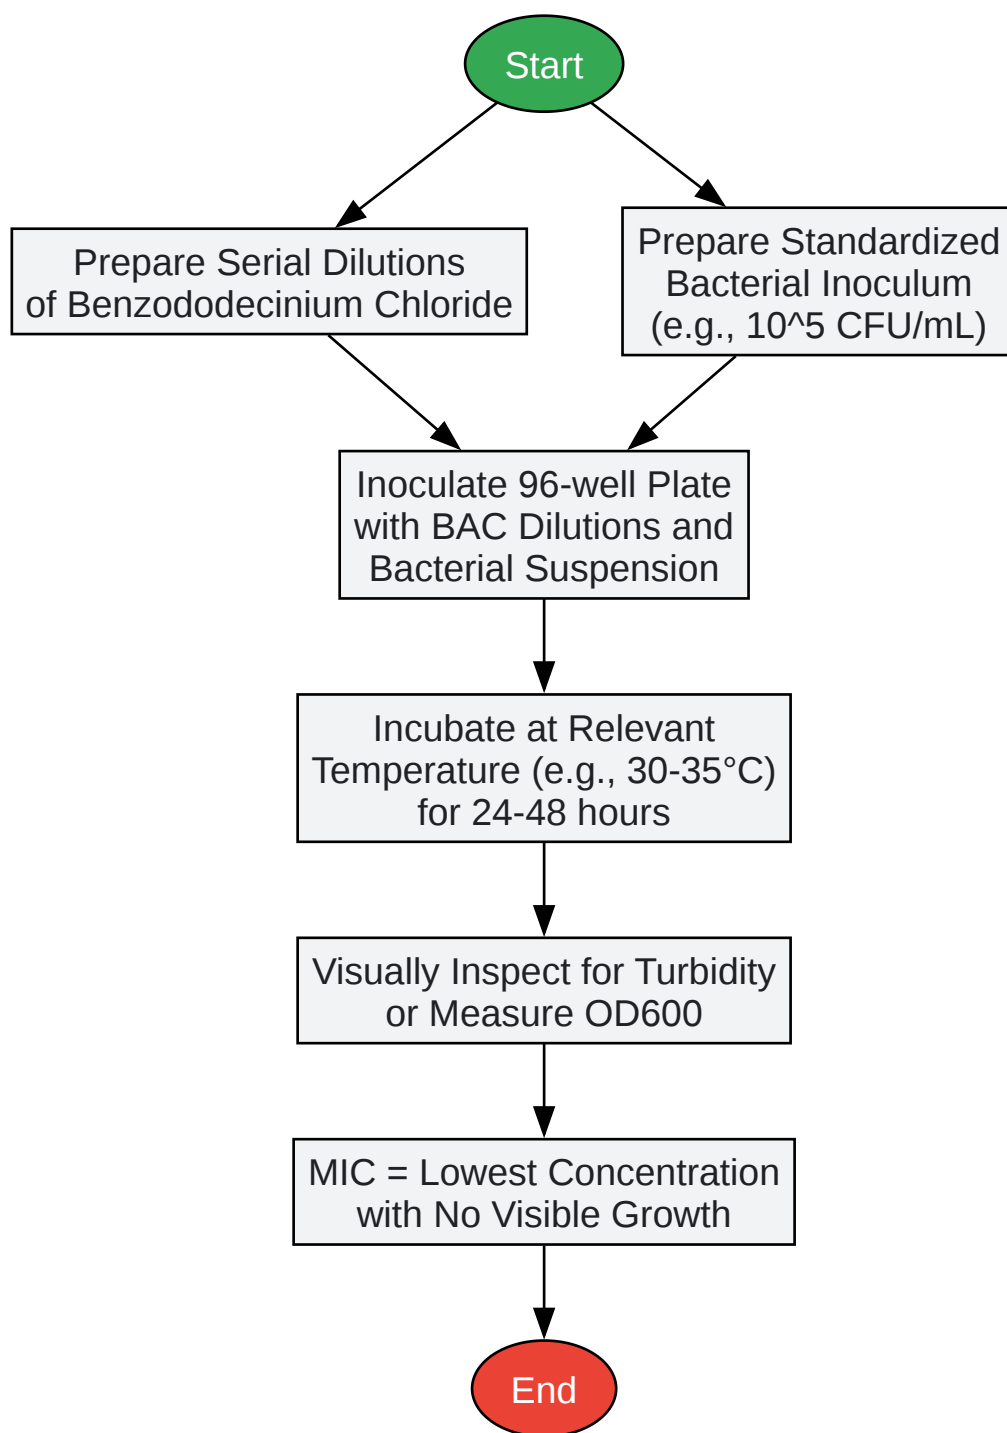 Start
Prepare Serial Dilutions
of Benzododecinium Chloride
Prepare Standardized
Bacterial Inoculum
(e.g., 10^5 CFU/mL)
Inoculate 96-well Plate
with BAC Dilutions and
Bacterial Suspension
Incubate at Relevant
Temperature (e.g., 30-35°C)
for 24-48 hours
Visually Inspect for Turbidity
or Measure OD600
MIC = Lowest Concentration
with No Visible Growth
End